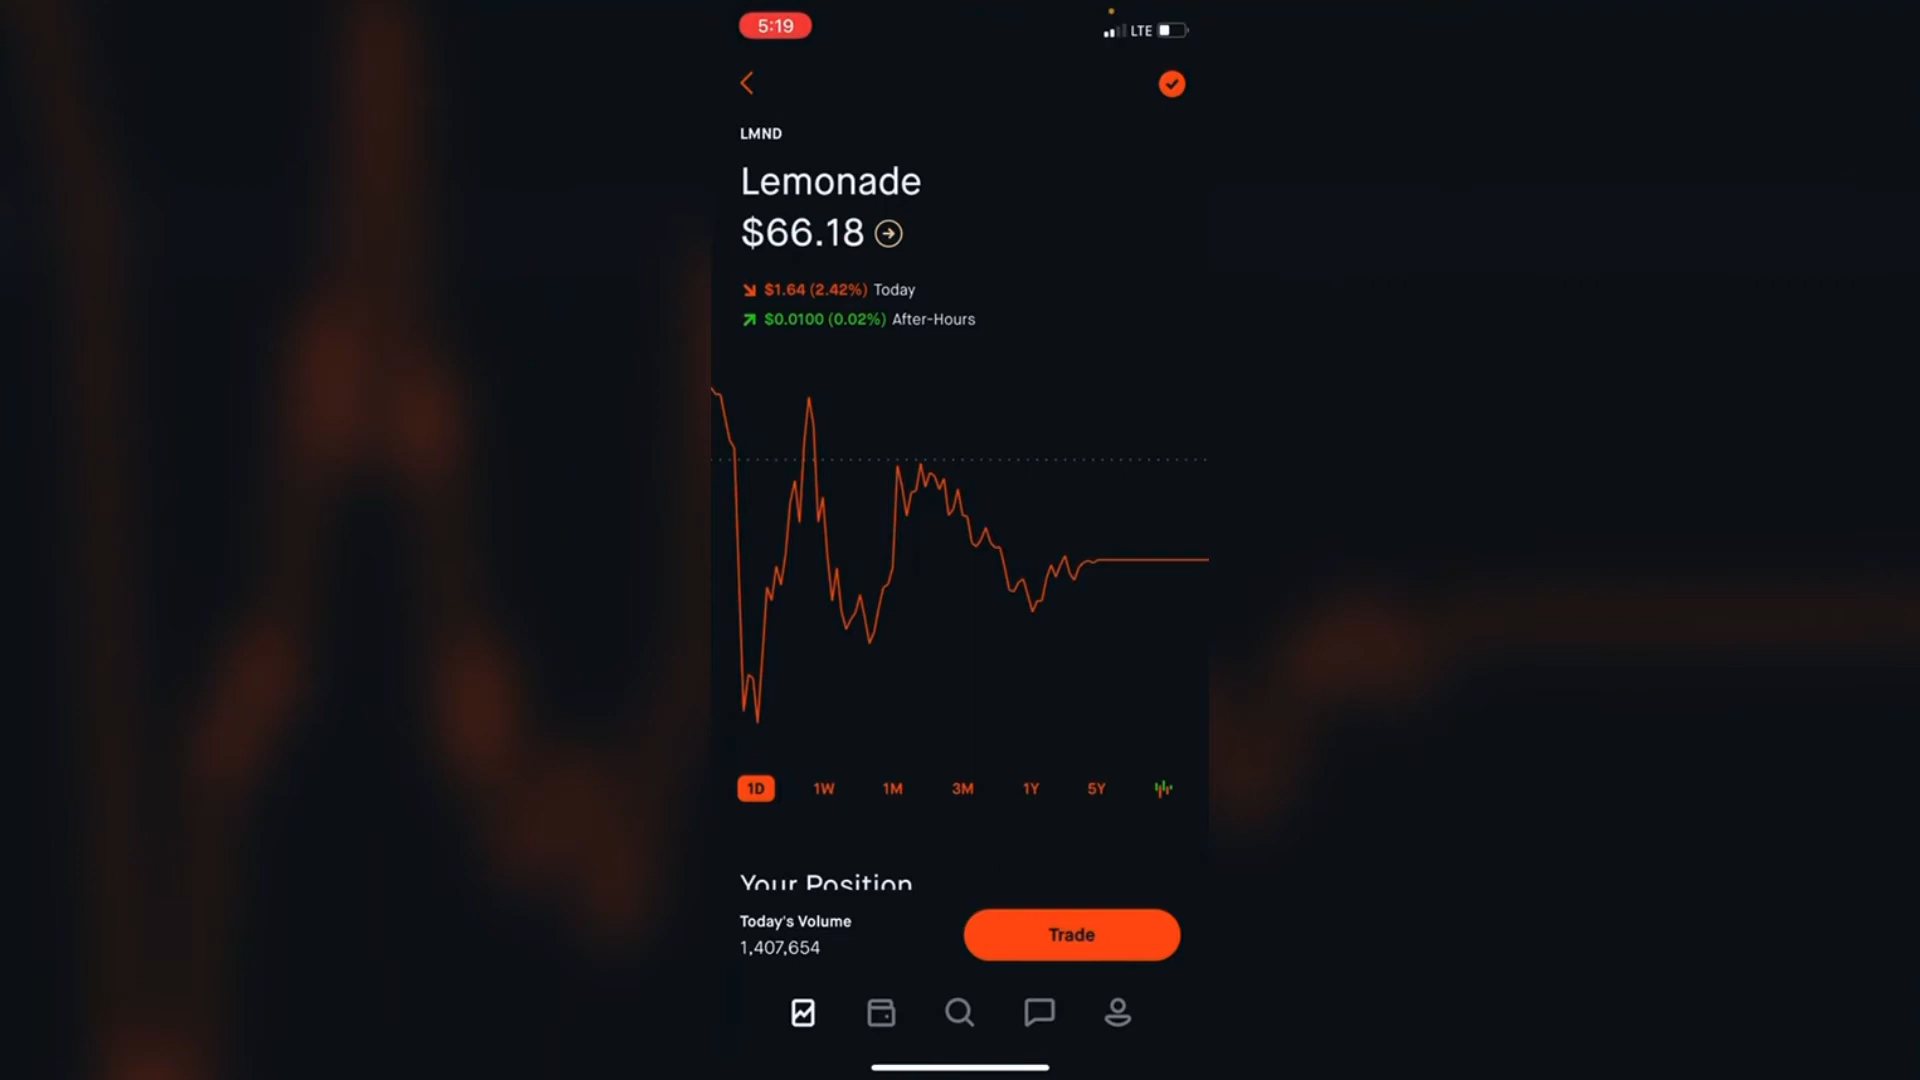 5:19
LTE
LMND
Lemonade
$66.18
$1.64 (2.42%) Today
$0.0100 (0.02%) After-Hours
1D 1W 1M 3M 1Y 5Y
Your Position
Today's Volume
1,407,654
Trade